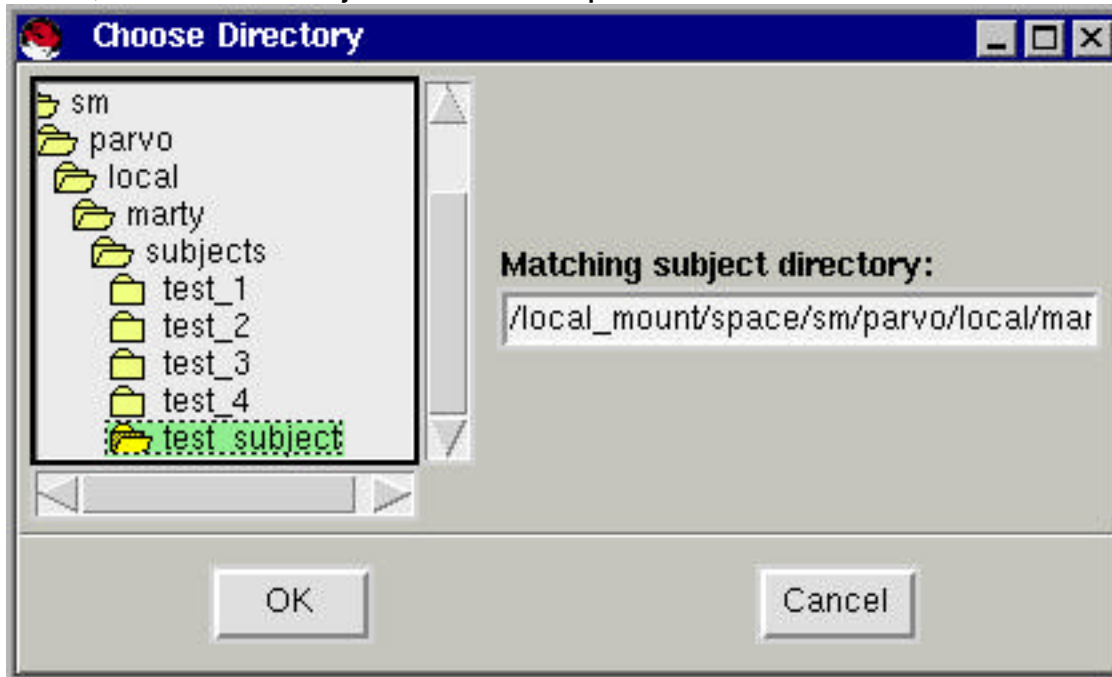 Choose Directory
sm
parvo
local
marty
subjects
test_1
test_2
test_3
test_4
test_subject
Matching subject directory:
/local_mount/space/sm/parvo/local/mar
OK
Cancel